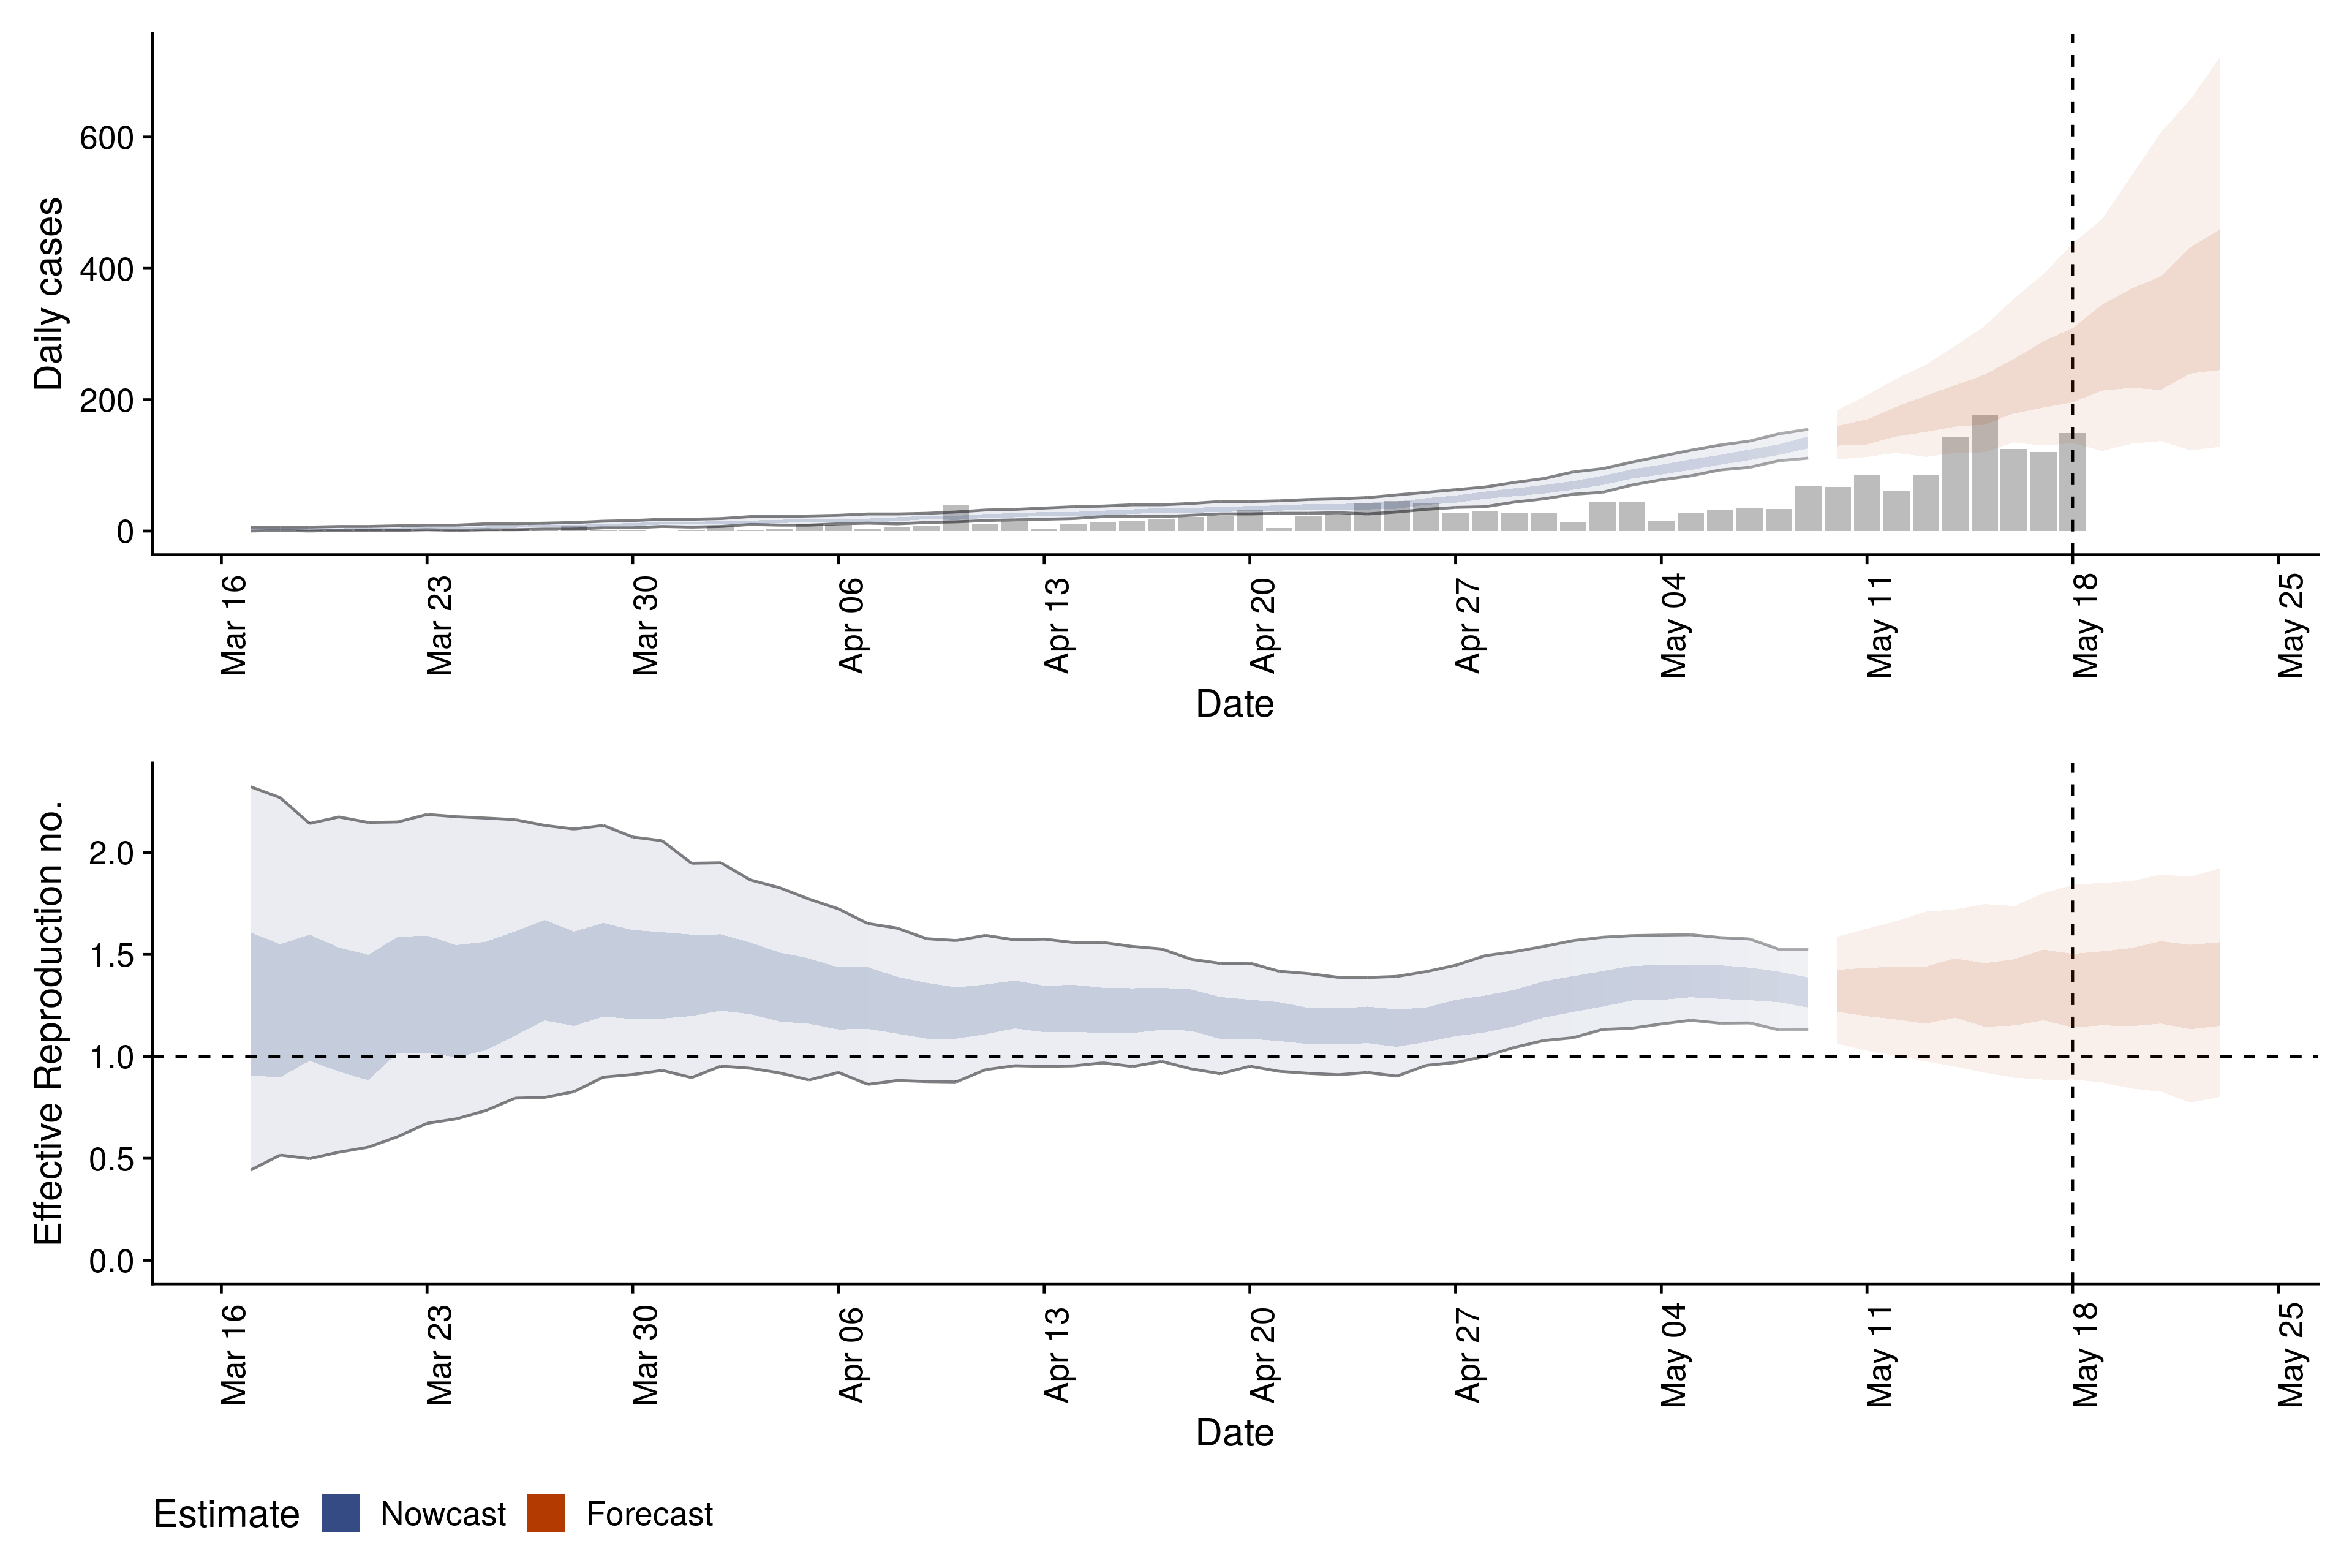 Daily cases
600
400
200
0
Mar 16
Mar 23
Mar 30
Apr 06
Apr 13
Apr 20
Apr 27
May 04
May 11
May 18
May 25
Date
Effective Reproduction no.
2.0
1.5
1.0
0.5
0.0
Mar 16
Mar 23
Mar 30
Apr 06
Apr 13
Apr 20
Apr 27
May 04
May 11
May 18
May 25
Date
Estimate Nowcast Forecast